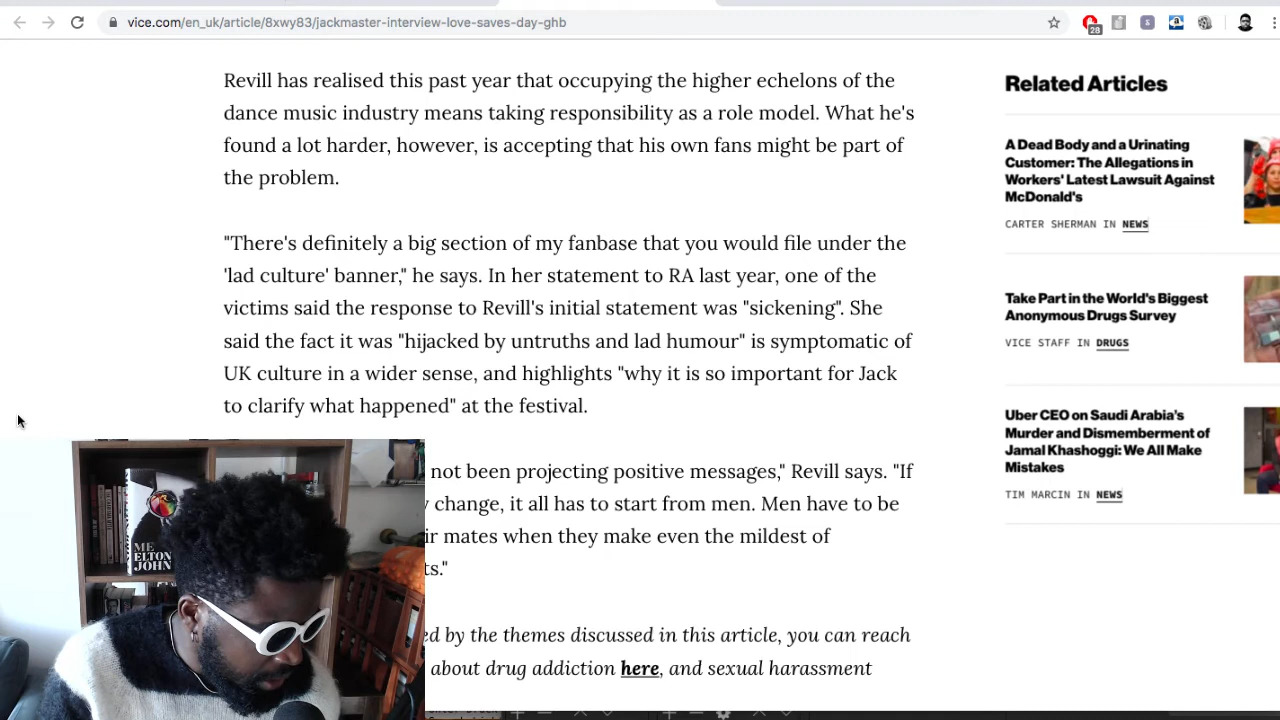 vice.com/en_uk/article/8xwy83/jackmaster-interview-love-saves-day-ghb
28
Revill has realised this past year that occupying the higher echelons of the
dance music industry means taking responsibility as a role model. What he's
found a lot harder, however, is accepting that his own fans might be part of
the problem.
"There's definitely a big section of my fanbase that you would file under the
'lad culture' banner," he says. In her statement to RA last year, one of the
victims said the response to Revill's initial statement was "sickening". She
said the fact it was "hijacked by untruths and lad humour" is symptomatic of
UK culture in a wider sense, and highlights "why it is so important for Jack
to clarify what happened" at the festival.
not been projecting positive messages," Revill says. "If
change, it all has to start from men. Men have to be
mates when they make even the mildest of
ts."
ed by the themes discussed in this article, you can reach
about drug addiction here, and sexual harassment
Related Articles
A Dead Body and a Urinating
Customer: The Allegations in
Workers' Latest Lawsuit Against
McDonald's
CARTER SHERMAN IN NEWS
Take Part in the World's Biggest
Anonymous Drugs Survey
VICE STAFF IN DRUGS
Uber CEO on Saudi Arabia's
Murder and Dismemberment of
Jamal Khashoggi: We All Make
Mistakes
TIM MARCIN IN NEWS
ME
ELTON
JOHN